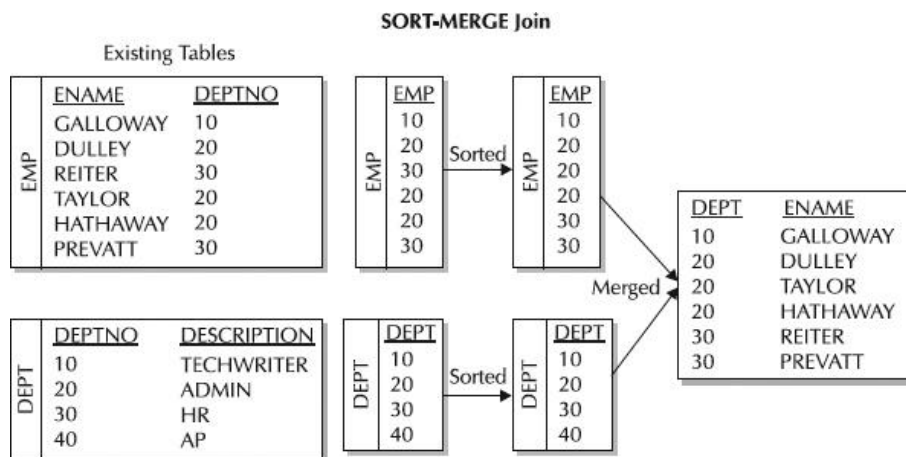 SORT-MERGE Join
Existing Tables
EMP
ENAME DEPTNO
GALLOWAY 10
DULLEY 20
REITER 30
TAYLOR 20
HATHAWAY 20
PREVATT 30
EMP
EMP
10
20
30
20
20
30
Sorted
EMP
EMP
10
20
20
20
30
30
DEPT
DEPTNO DESCRIPTION
10 TECHWRITER
20 ADMIN
30 HR
40 AP
DEPT
DEPT
10
20
30
40
Sorted
DEPT
DEPT
10
20
30
40
Merged
DEPT ENAME
10 GALLOWAY
20 DULLEY
20 TAYLOR
20 HATHAWAY
30 REITER
30 PREVATT